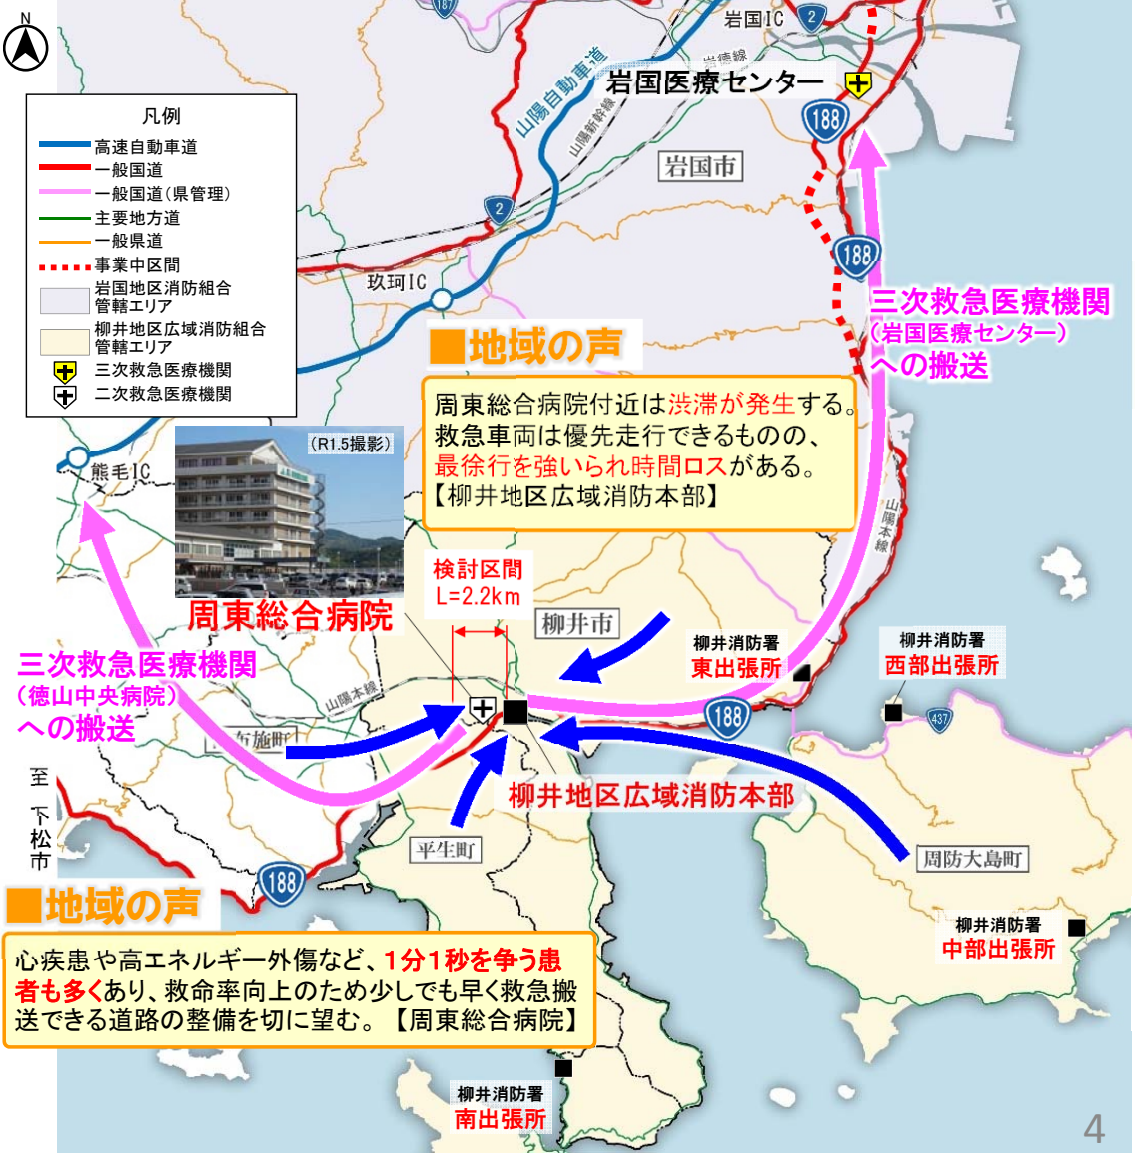 N
187
岩国IC
2
岩徳線
山陽自動車道
岩国医療センター
山陽新幹線
188
凡例
高速自動車道
一般国道
一般国道(県管理)
主要地方道
一般県道
事業中区間
岩国地区消防組合
管轄エリア
柳井地区広域消防組合
管轄エリア
三次救急医療機関
二次救急医療機関
岩国市
2
188
玖珂IC
三次救急医療機関
(岩国医療センター)
への搬送
■地域の声
周東総合病院付近は渋滞が発生する。
救急車両は優先走行できるものの、
最徐行を強いられ時間ロスがある。
【柳井地区広域消防本部】
(R1.5撮影)
熊毛IC
周東総合病院
山陽本線
検討区間
L=2.2km
柳井市
柳井消防署
東出張所
柳井消防署
西部出張所
三次救急医療機関
(徳山中央病院)
への搬送
山陽本線
188
437
布施町
至
下松市
柳井地区広域消防本部
平生町
周防大島町
188
柳井消防署
中部出張所
■地域の声
心疾患や高エネルギー外傷など、1分1秒を争う患
者も多くあり、救命率向上のため少しでも早く救急搬
送できる道路の整備を切に望む。【周東総合病院】
柳井消防署
南出張所
4